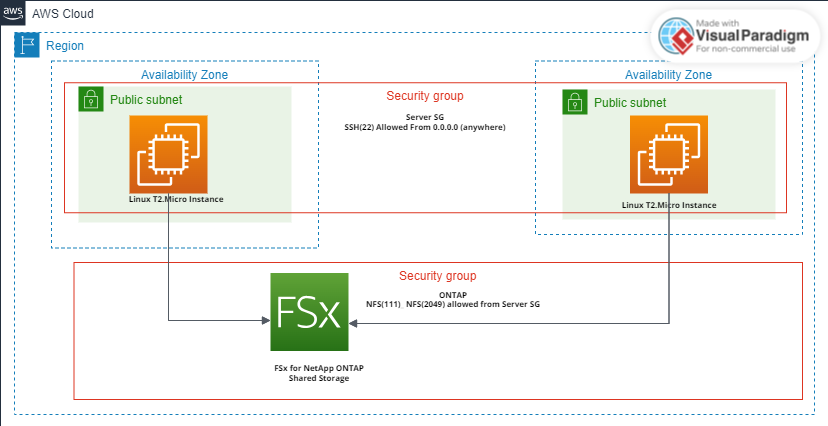 aws
AWS Cloud
Made with
VisualParadigm
For non-commercial use
Region
Availability Zone
Availability Zone
Security group
Public subnet
Public subnet
Server SG
SSH(22) Allowed From 0.0.0.0 (anywhere)
Linux T2.Micro Instance
Linux T2.Micro Instance
Security group
ONTAP
NFS(111)_ NFS(2049) allowed from Server SG
FSx
FSx for NetApp ONTAP
Shared Storage